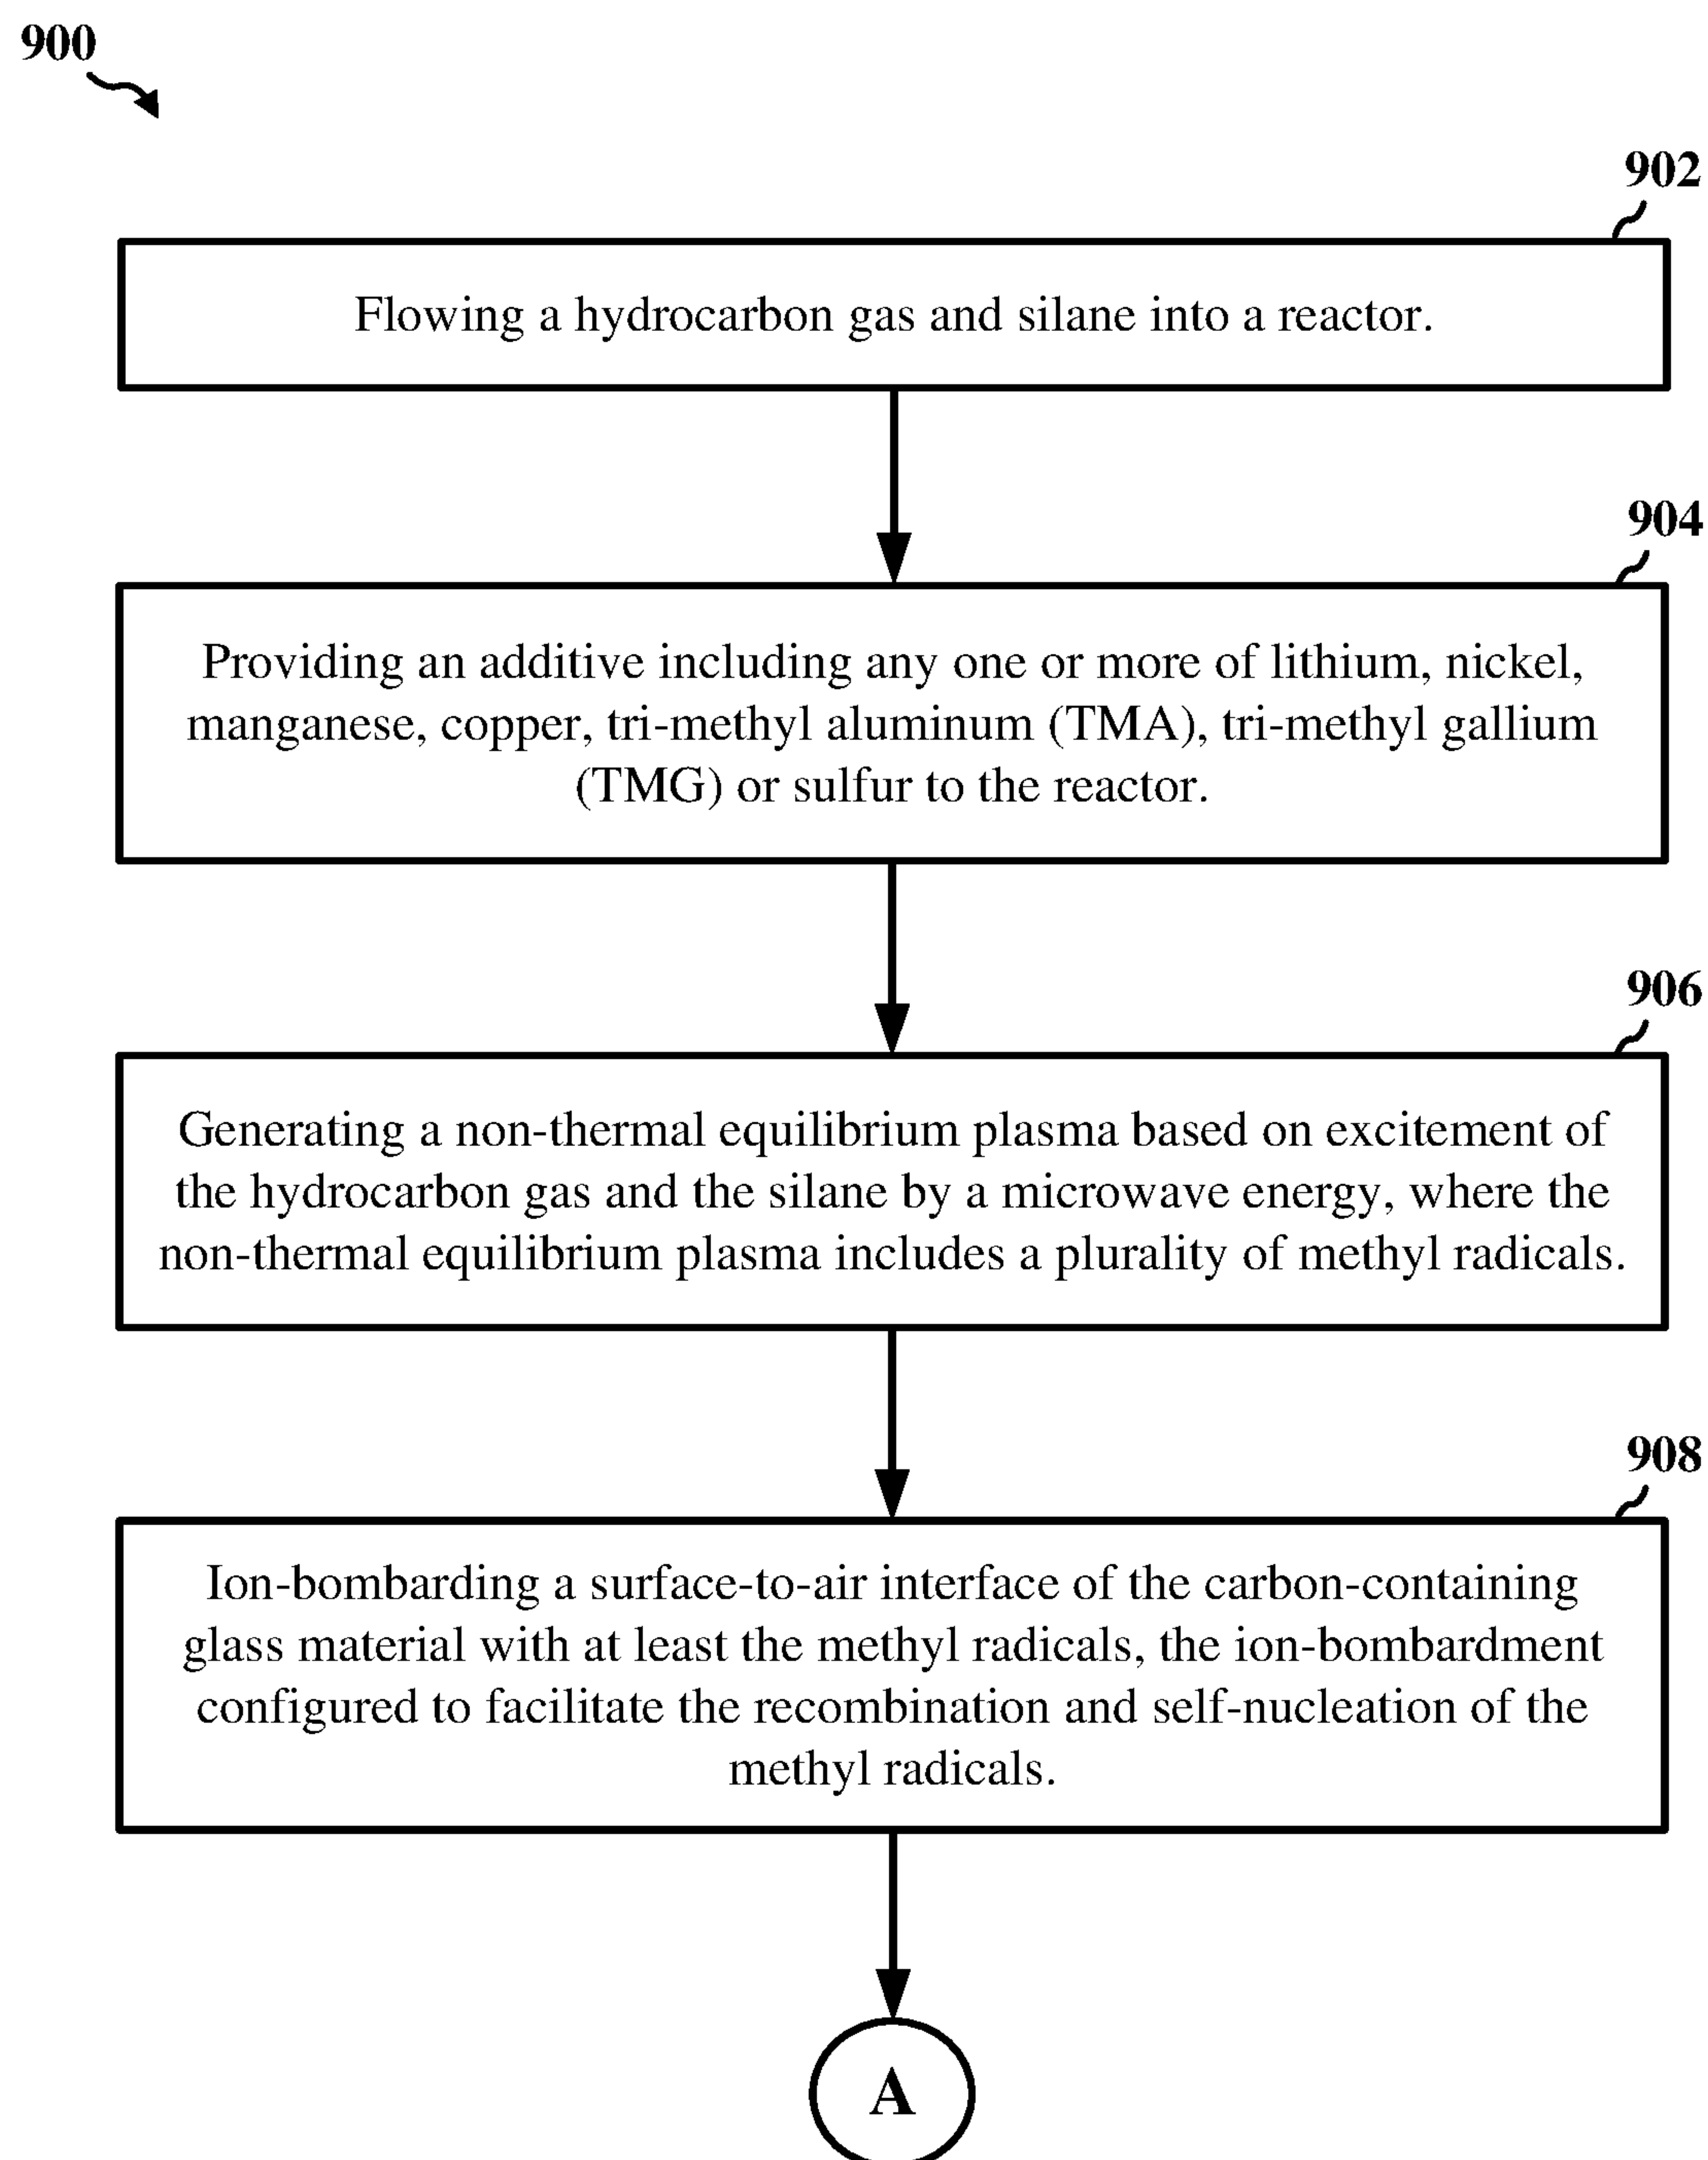 900
902
Flowing a hydrocarbon gas and silane into a reactor.
904
Providing an additive including any one or more of lithium, nickel,
manganese, copper, tri-methyl aluminum (TMA), tri-methyl gallium
(TMG) or sulfur to the reactor.
906
Generating a non-thermal equilibrium plasma based on excitement of
the hydrocarbon gas and the silane by a microwave energy, where the
non-thermal equilibrium plasma includes a plurality of methyl radicals.
908
Ion-bombarding a surface-to-air interface of the carbon-containing
glass material with at least the methyl radicals, the ion-bombardment
configured to facilitate the recombination and self-nucleation of the
methyl radicals.
A